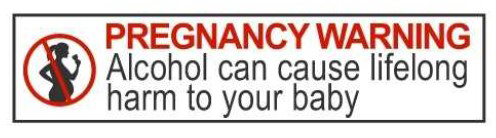 PREGNANCY WARNING
Alcohol can cause lifelong
harm to your baby